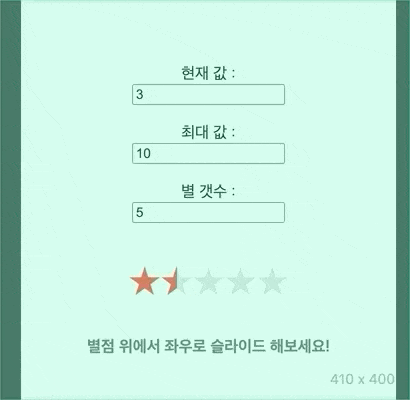 현재 값 :
3
최대 값 :
10
별 갯수 :
5
별점 위에서 좌우로 슬라이드 해보세요!
410 x 400